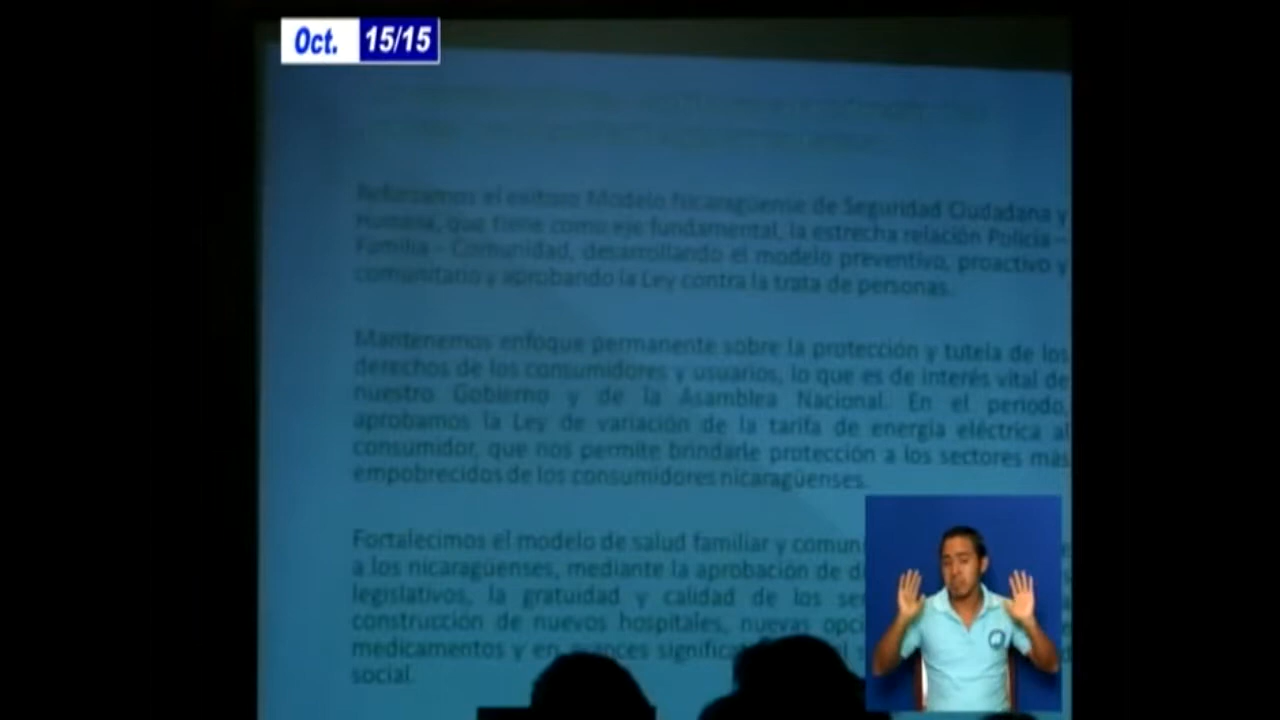 Oct. 15/15
Reforzamos el exitoso Modelo Nicaragüense de Seguridad Ciudadana y
Humana, que tiene como eje fundamental, la estrecha relación Policía –
Familia - Comunidad, desarrollando el modelo preventivo, proactivo y
comunitario y aprobando la Ley contra la trata de personas.
Mantenemos enfoque permanente sobre la protección y tutela de los
derechos de los consumidores y usuarios, lo que es de interés vital de
nuestro Gobierno y de la Asamblea Nacional. En el periodo,
aprobamos la Ley de variación de la tarifa de energía eléctrica al
consumidor, que nos permite brindarle protección a los sectores más
empobrecidos de los consumidores nicaragüenses.
Fortalecimos el modelo de salud familiar y
a los nicaragüenses, mediante la aprobación de
legislativos, la gratuidad y calidad de los
construcción de nuevos hospitales, nuevas
medicamentos y en
social.